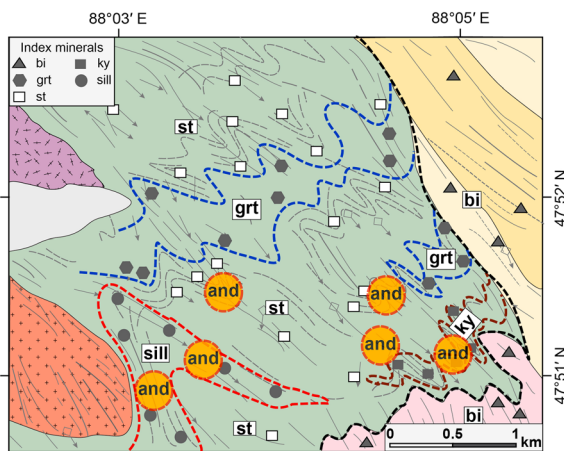 88°03′ E
88°05′ E
Index minerals
bi
ky
grt
sill
st
st
grt
bi
47°52′ N
grt
and
and
st
ky
and
sill
and
and
and
47°51′ N
bi
st
0
0.5
1
km